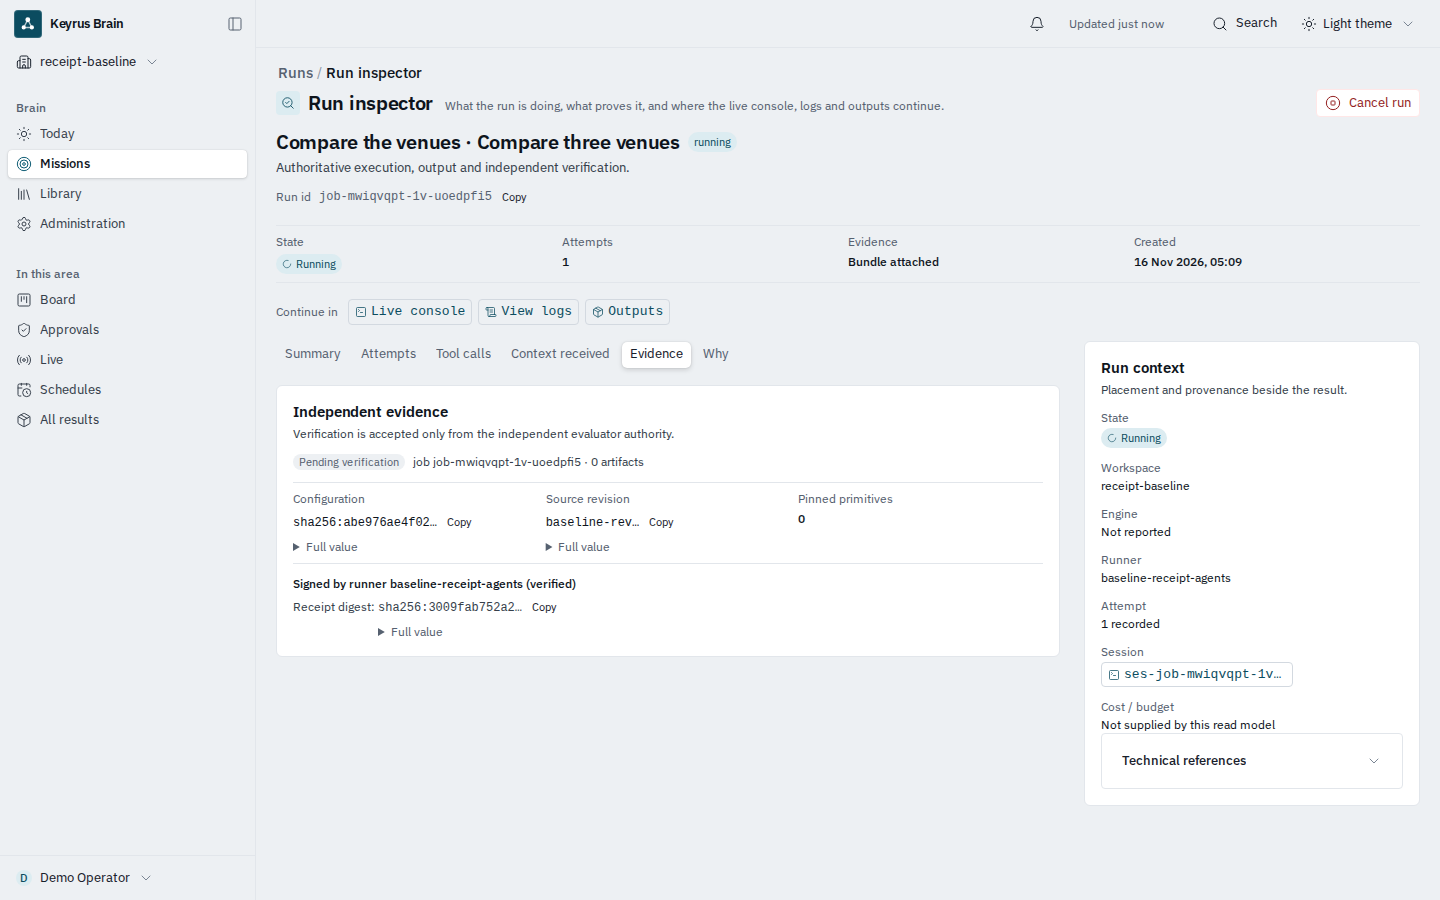 Keyrus Brain
receipt-baseline
Brain
Today
Missions
Library
Administration
In this area
Board
Approvals
Live
Schedules
All results
D Demo Operator
Updated just now
Search
Light theme
Runs / Run inspector
Run inspector What the run is doing, what proves it, and where the live console, logs and outputs continue.
Cancel run
Compare the venues · Compare three venues running
Authoritative execution, output and independent verification.
Run id job-mwiqvqpt-1v-uoedpfi5 Copy
State Attempts Evidence Created
Running 1 Bundle attached 16 Nov 2026, 05:09
Continue in Live console View logs Outputs
Summary Attempts Tool calls Context received Evidence Why
Independent evidence
Verification is accepted only from the independent evaluator authority.
Pending verification job job-mwiqvqpt-1v-uoedpfi5 · 0 artifacts
Configuration Source revision Pinned primitives
sha256:abe976ae4f02… Copy baseline-rev… Copy 0
Full value Full value
Signed by runner baseline-receipt-agents (verified)
Receipt digest: sha256:3009fab752a2… Copy
Full value
Run context
Placement and provenance beside the result.
State
Running
Workspace
receipt-baseline
Engine
Not reported
Runner
baseline-receipt-agents
Attempt
1 recorded
Session
ses-job-mwiqvqpt-1v…
Cost / budget
Not supplied by this read model
Technical references